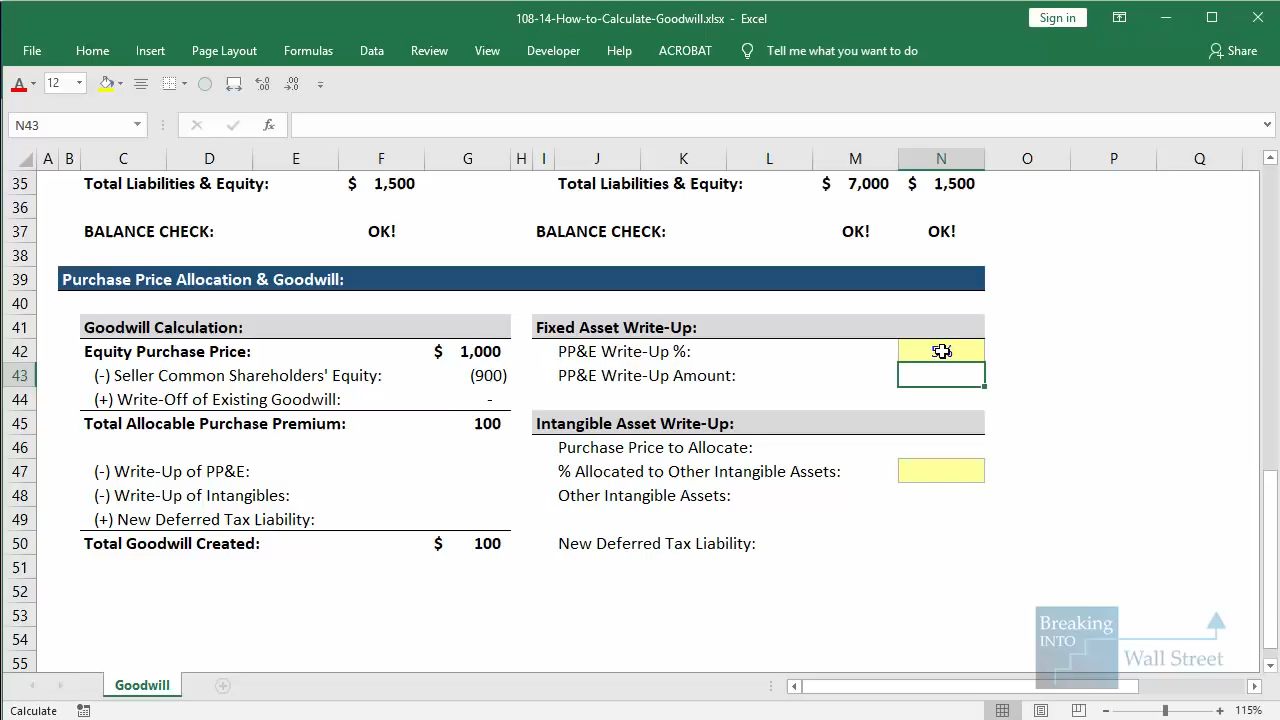 108-14-How-to-Calculate-Goodwill.xlsx - Excel
Sign in
File Home Insert Page Layout Formulas Data Review View Developer Help ACROBAT Tell me what you want to do Share
A 12
N43 fx
A B C D E F G H I J K L M N O P Q
35 Total Liabilities & Equity: $ 1,500 Total Liabilities & Equity: $ 7,000 $ 1,500
36
37 BALANCE CHECK: OK! BALANCE CHECK: OK! OK!
38
39 Purchase Price Allocation & Goodwill:
40
41 Goodwill Calculation: Fixed Asset Write-Up:
42 Equity Purchase Price: $ 1,000 PP&E Write-Up %:
43 (-) Seller Common Shareholders' Equity: (900) PP&E Write-Up Amount:
44 (+) Write-Off of Existing Goodwill: -
45 Total Allocable Purchase Premium: 100 Intangible Asset Write-Up:
46 Purchase Price to Allocate:
47 (-) Write-Up of PP&E: % Allocated to Other Intangible Assets:
48 (-) Write-Up of Intangibles: Other Intangible Assets:
49 (+) New Deferred Tax Liability:
50 Total Goodwill Created: $ 100 New Deferred Tax Liability:
51
52
53
54
55
Breaking
INTO
Wall Street
Goodwill
Calculate 115%